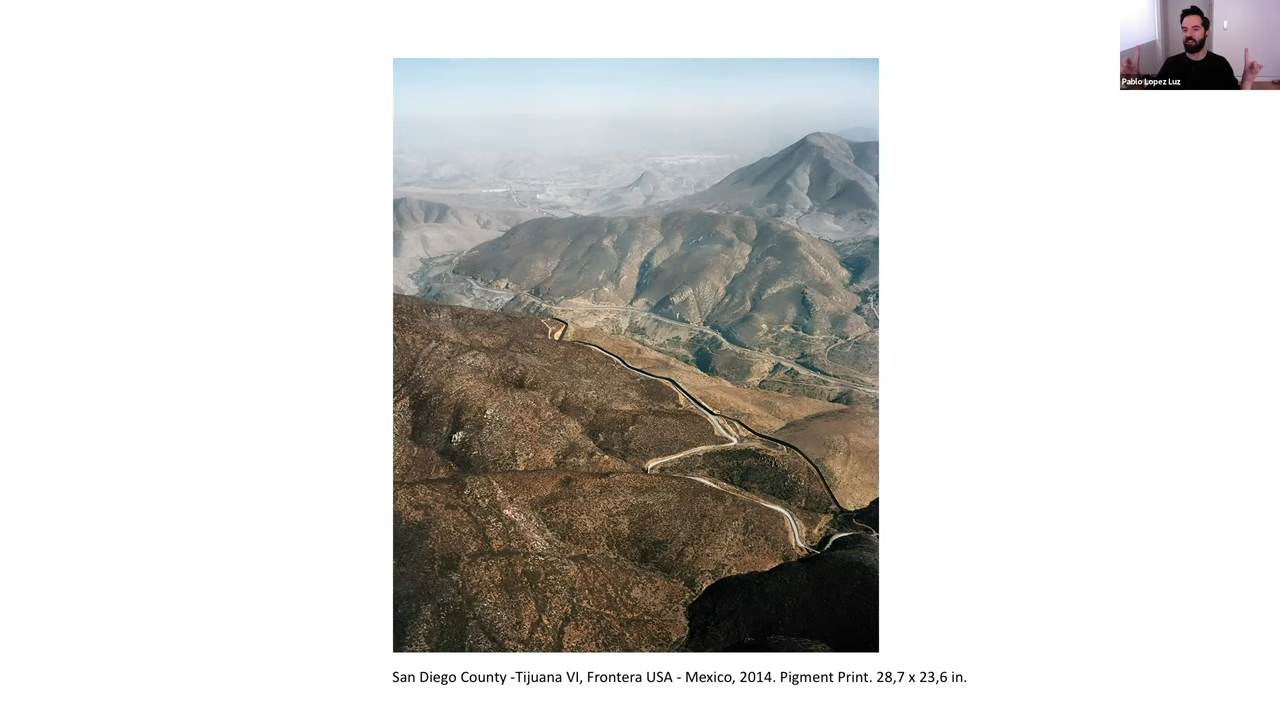 Pablo Lopez Luz
San Diego County -Tijuana VI, Frontera USA - Mexico, 2014. Pigment Print. 28,7 x 23,6 in.